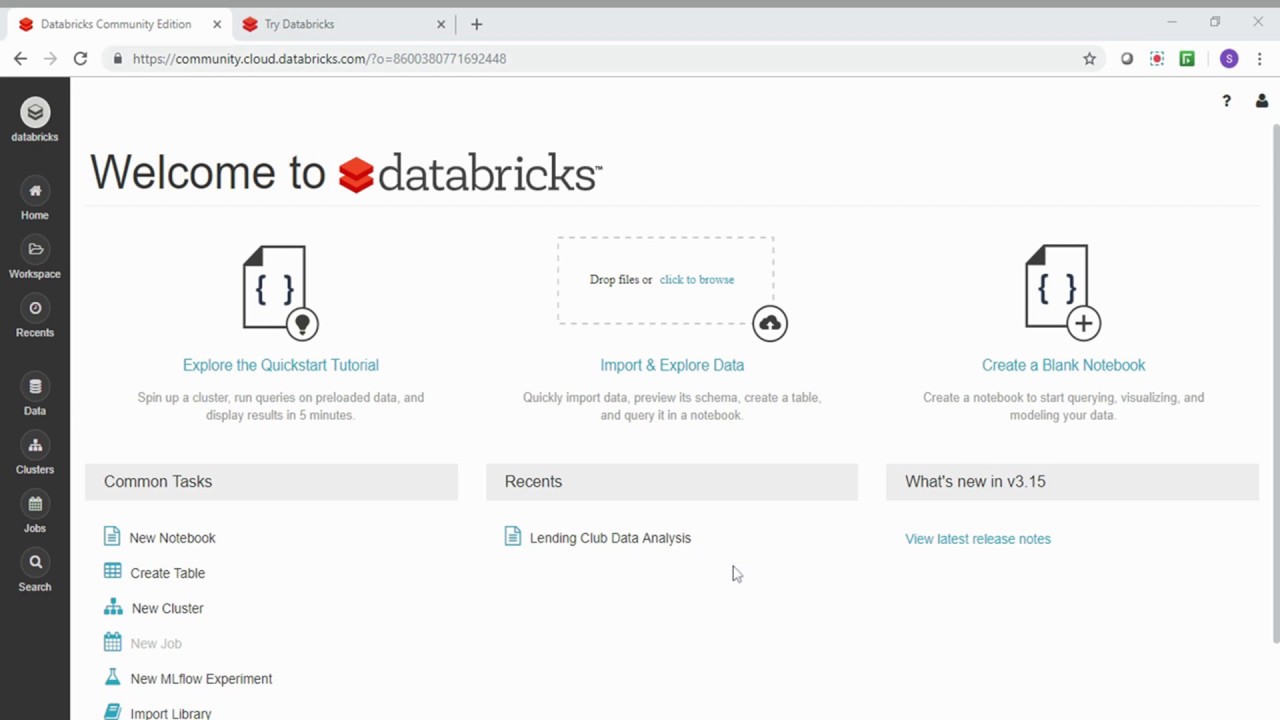 Databricks Community Edition
Try Databricks
https://community.cloud.databricks.com/?o=8600380771692448
S
databricks
Home
Workspace
Recents
Data
Clusters
Jobs
Search
?
Welcome to databricks™
{ }
Drop files or click to browse
{ }
Explore the Quickstart Tutorial
Spin up a cluster, run queries on preloaded data, and
display results in 5 minutes.
Import & Explore Data
Quickly import data, preview its schema, create a table,
and query it in a notebook.
Create a Blank Notebook
Create a notebook to start querying, visualizing, and
modeling your data.
Common Tasks
New Notebook
Create Table
New Cluster
New Job
New MLflow Experiment
Import Library
Recents
Lending Club Data Analysis
What's new in v3.15
View latest release notes